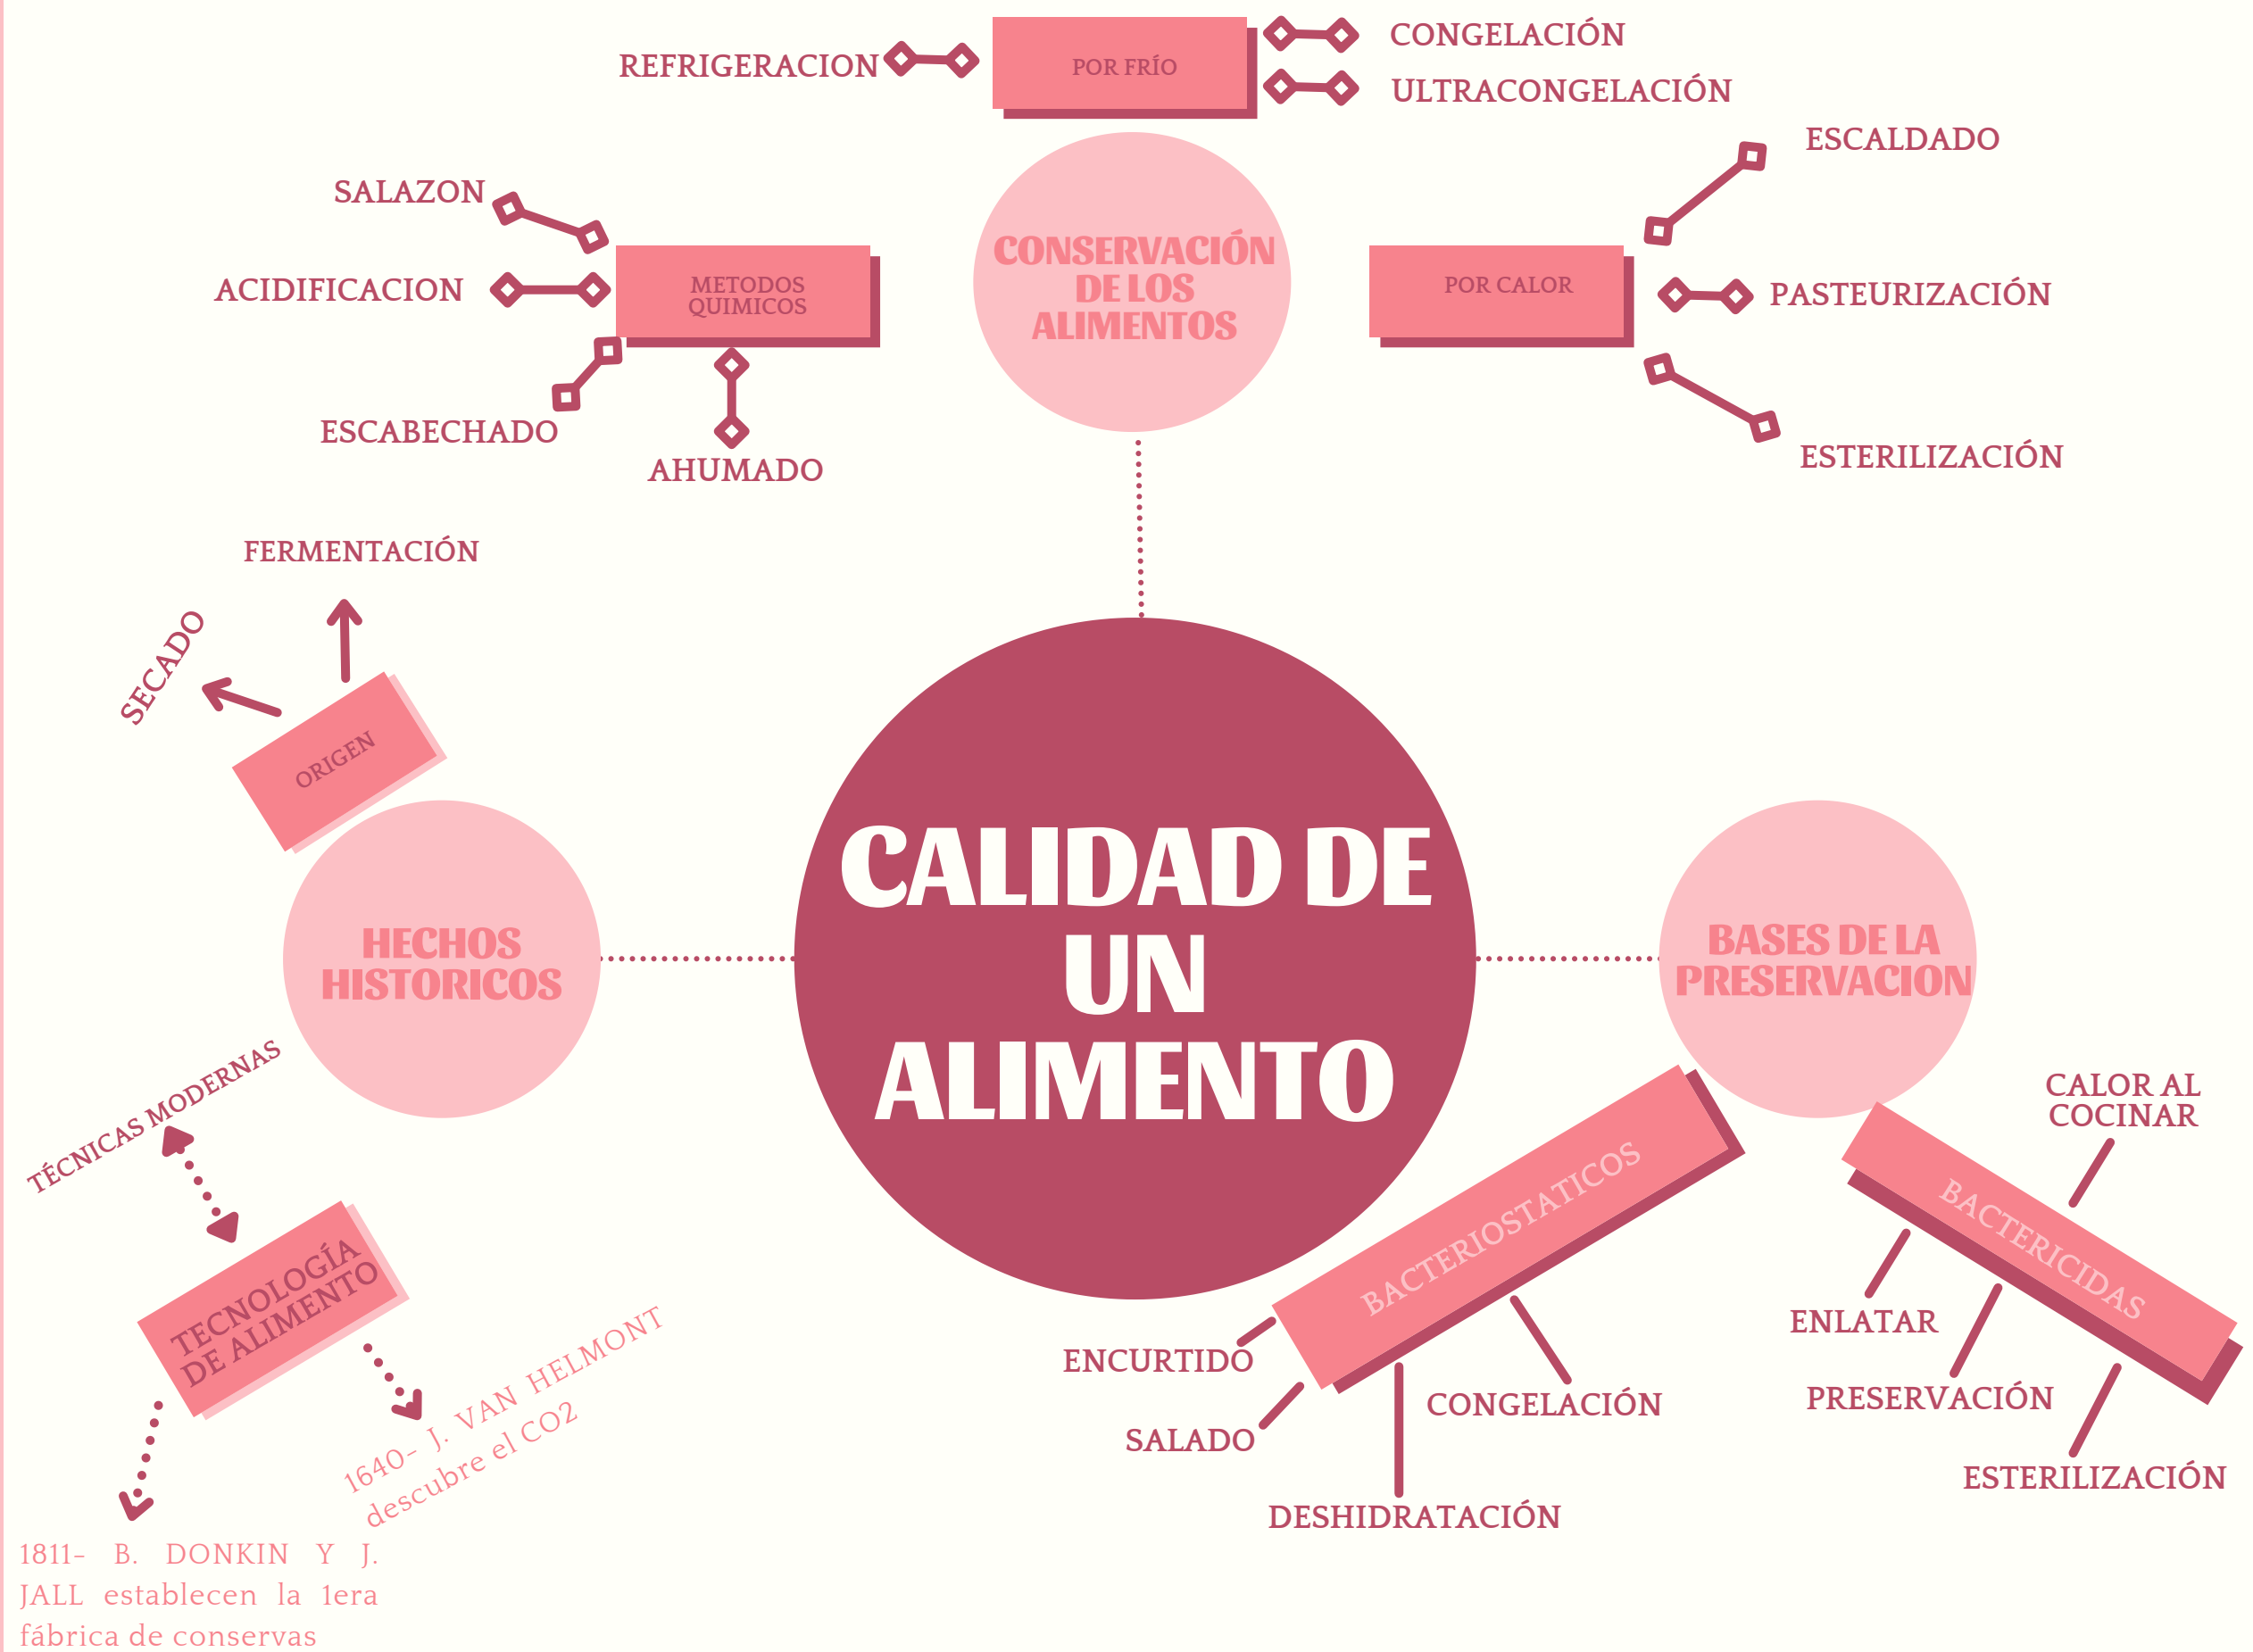 REFRIGERACION
POR FRÍO
CONGELACIÓN
ULTRACONGELACIÓN
CONSERVACIÓN
DE LOS
ALIMENTOS
SALAZON
ACIDIFICACION
METODOS
QUIMICOS
ESCABECHADO
AHUMADO
POR CALOR
ESCALDADO
PASTEURIZACIÓN
ESTERILIZACIÓN
FERMENTACIÓN
SECADO
ORIGEN
HECHOS
HISTORICOS
CALIDAD DE
UN
ALIMENTO
BASES DE LA
PRESERVACION
TÉCNICAS MODERNAS
TECNOLOGÍA
DE ALIMENTO
1640- J. VAN HELMONT
descubre el CO2
1811- B. DONKIN Y J.
JALL establecen la 1era
fábrica de conservas
BACTERIOSTATICOS
ENCURTIDO
SALADO
DESHIDRATACIÓN
CONGELACIÓN
BACTERICIDAS
CALOR AL
COCINAR
ENLATAR
PRESERVACIÓN
ESTERILIZACIÓN